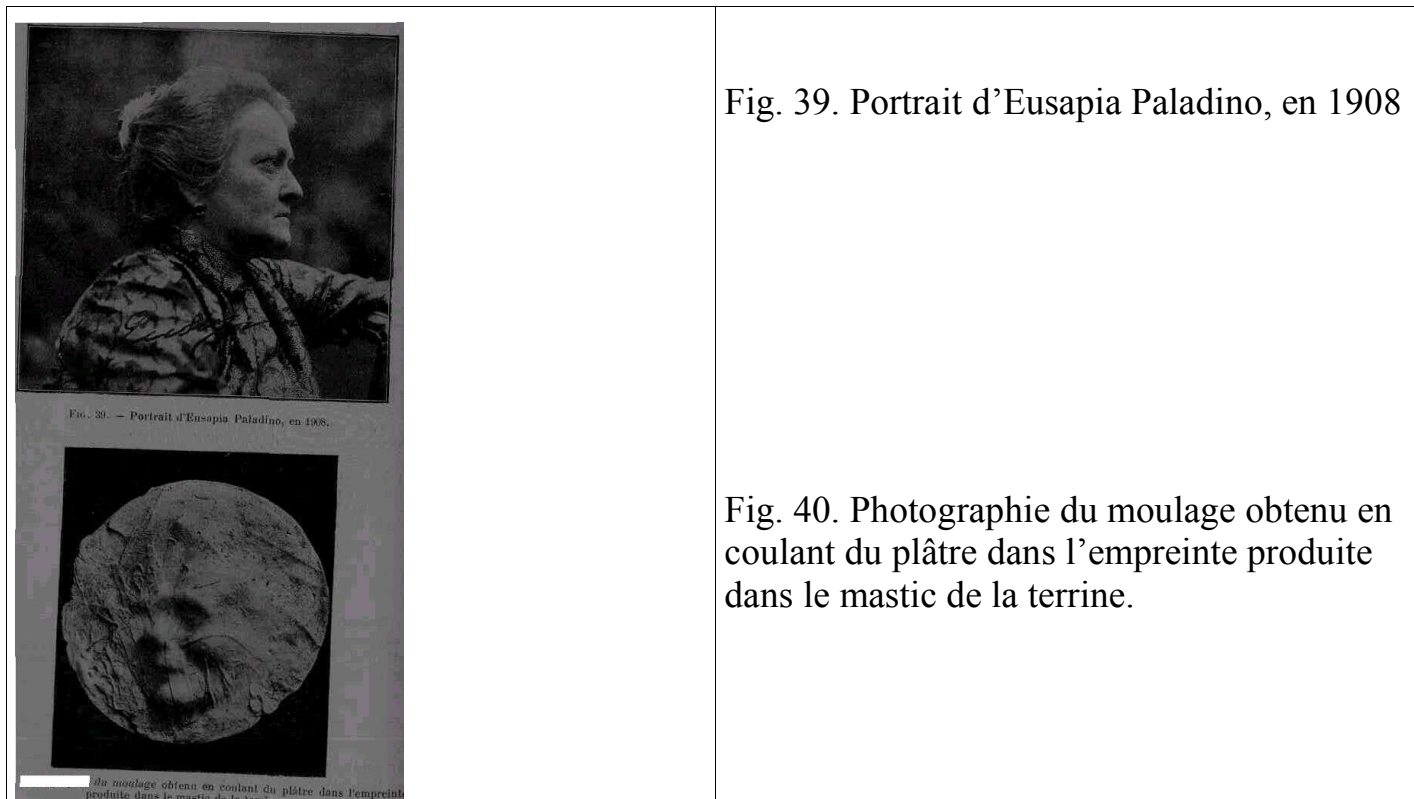 Eusapia
Fig. 39. — Portrait d'Eusapia Paladino, en 1908.
du moulage obtenu en coulant du plâtre dans l'empreinte
produite dans le mastic de la
Fig. 39. Portrait d’Eusapia Paladino, en 1908
Fig. 40. Photographie du moulage obtenu en
coulant du plâtre dans l’empreinte produite
dans le mastic de la terrine.